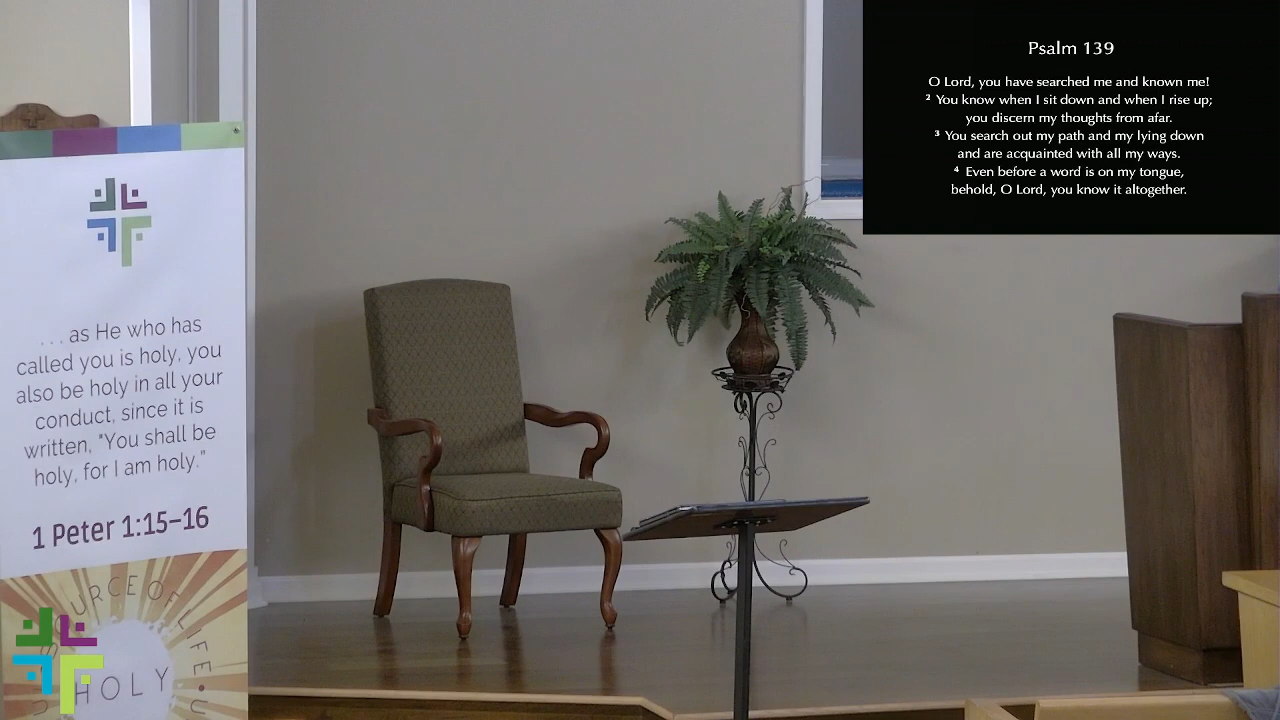 Psalm 139
O Lord, you have searched me and known me!
² You know when I sit down and when I rise up;
you discern my thoughts from afar.
³ You search out my path and my lying down
and are acquainted with all my ways.
⁴ Even before a word is on my tongue,
behold, O Lord, you know it altogether.
. . . as He who has
called you is holy, you
also be holy in all your
conduct, since it is
written, "You shall be
holy, for I am holy."
1 Peter 1:15–16
URCE OF LIFE • U
HOLY